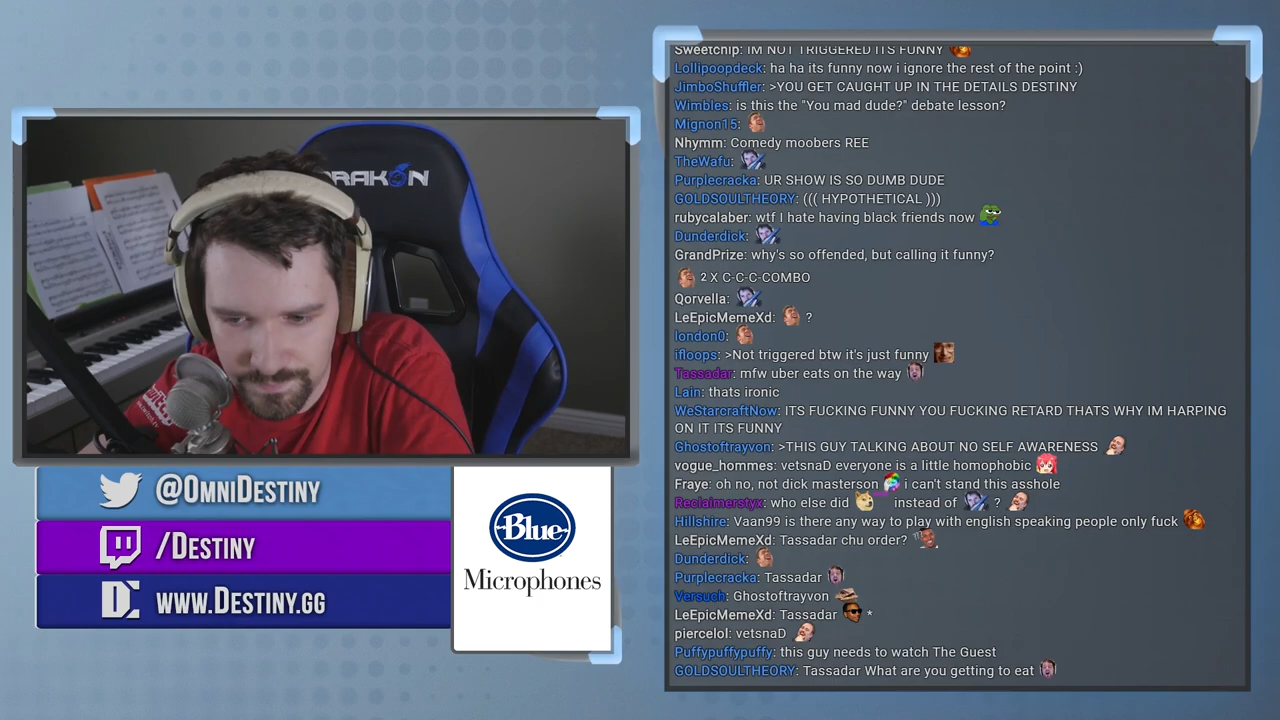 DRAKON
@OmniDestiny
/Destiny
www.Destiny.gg
Blue
Microphones
Sweetchip: IM NOT TRIGGERED ITS FUNNY
Lollipoopdeck: ha ha its funny now i ignore the rest of the point :)
JimboShuffler: >YOU GET CAUGHT UP IN THE DETAILS DESTINY
Wimbles: is this the "You mad dude?" debate lesson?
Mignon15:
Nhymm: Comedy moobers REE
TheWafu:
Purplecracka: UR SHOW IS SO DUMB DUDE
GOLDSOULTHEORY: ((( HYPOTHETICAL )))
rubycalaber: wtf I hate having black friends now
Dunderdick:
GrandPrize: why's so offended, but calling it funny?
2 X C-C-C-COMBO
Qorvella:
LeEpicMemeXd: ?
london0:
ifloops: >Not triggered btw it's just funny
Tassadar: mfw uber eats on the way
Lain: thats ironic
WeStarcraftNow: ITS FUCKING FUNNY YOU FUCKING RETARD THATS WHY IM HARPING
ON IT ITS FUNNY
Ghostoftrayvon: >THIS GUY TALKING ABOUT NO SELF AWARENESS
vogue_hommes: vetsnaD everyone is a little homophobic
Fraye: oh no, not dick masterson i can't stand this asshole
Reclaimerstyx: who else did instead of ?
Hillshire: Vaan99 is there any way to play with english speaking people only fuck
LeEpicMemeXd: Tassadar chu order?
Dunderdick:
Purplecracka: Tassadar
Versuch: Ghostoftrayvon
LeEpicMemeXd: Tassadar *
piercelol: vetsnaD
Puffypuffypuffy: this guy needs to watch The Guest
GOLDSOULTHEORY: Tassadar What are you getting to eat